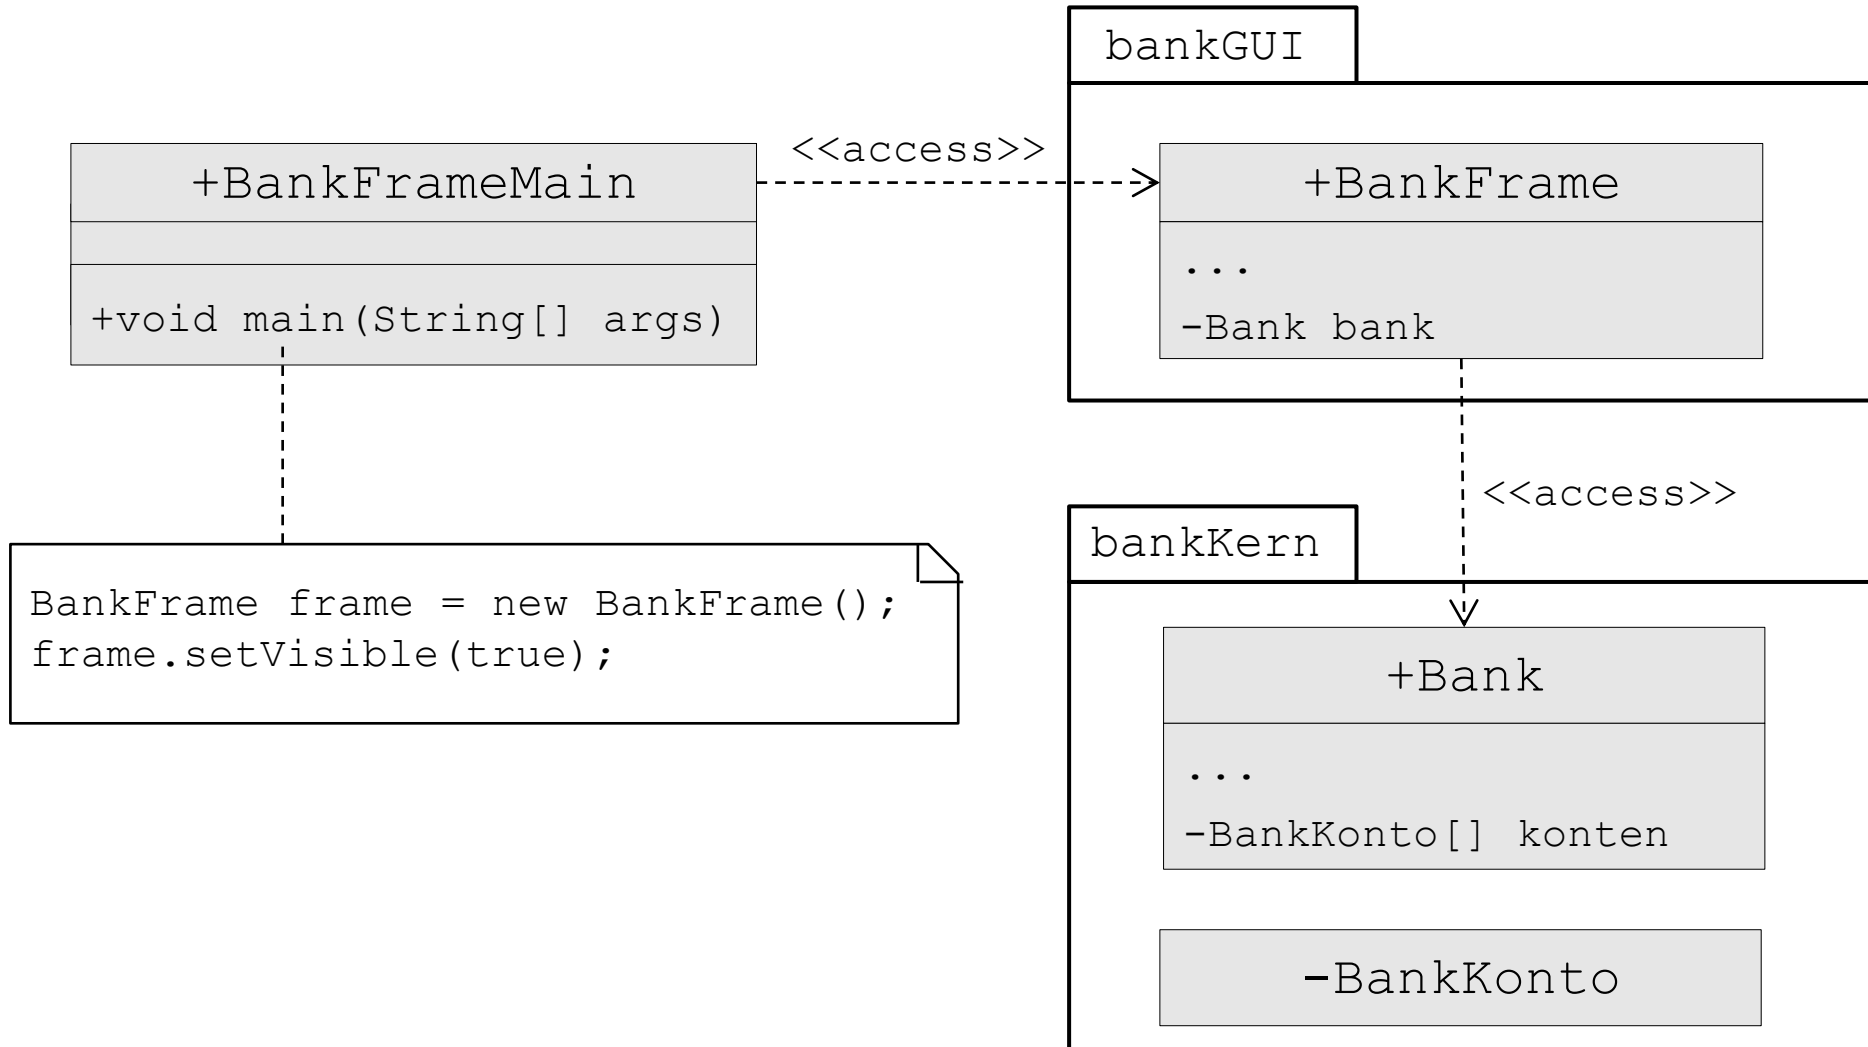 bankGUI
+BankFrameMain
+void main(String[] args)
<<access>>
+BankFrame
...
-Bank bank
BankFrame frame = new BankFrame();
frame.setVisible(true);
<<access>>
bankKern
+Bank
...
-BankKonto[] konten
-BankKonto